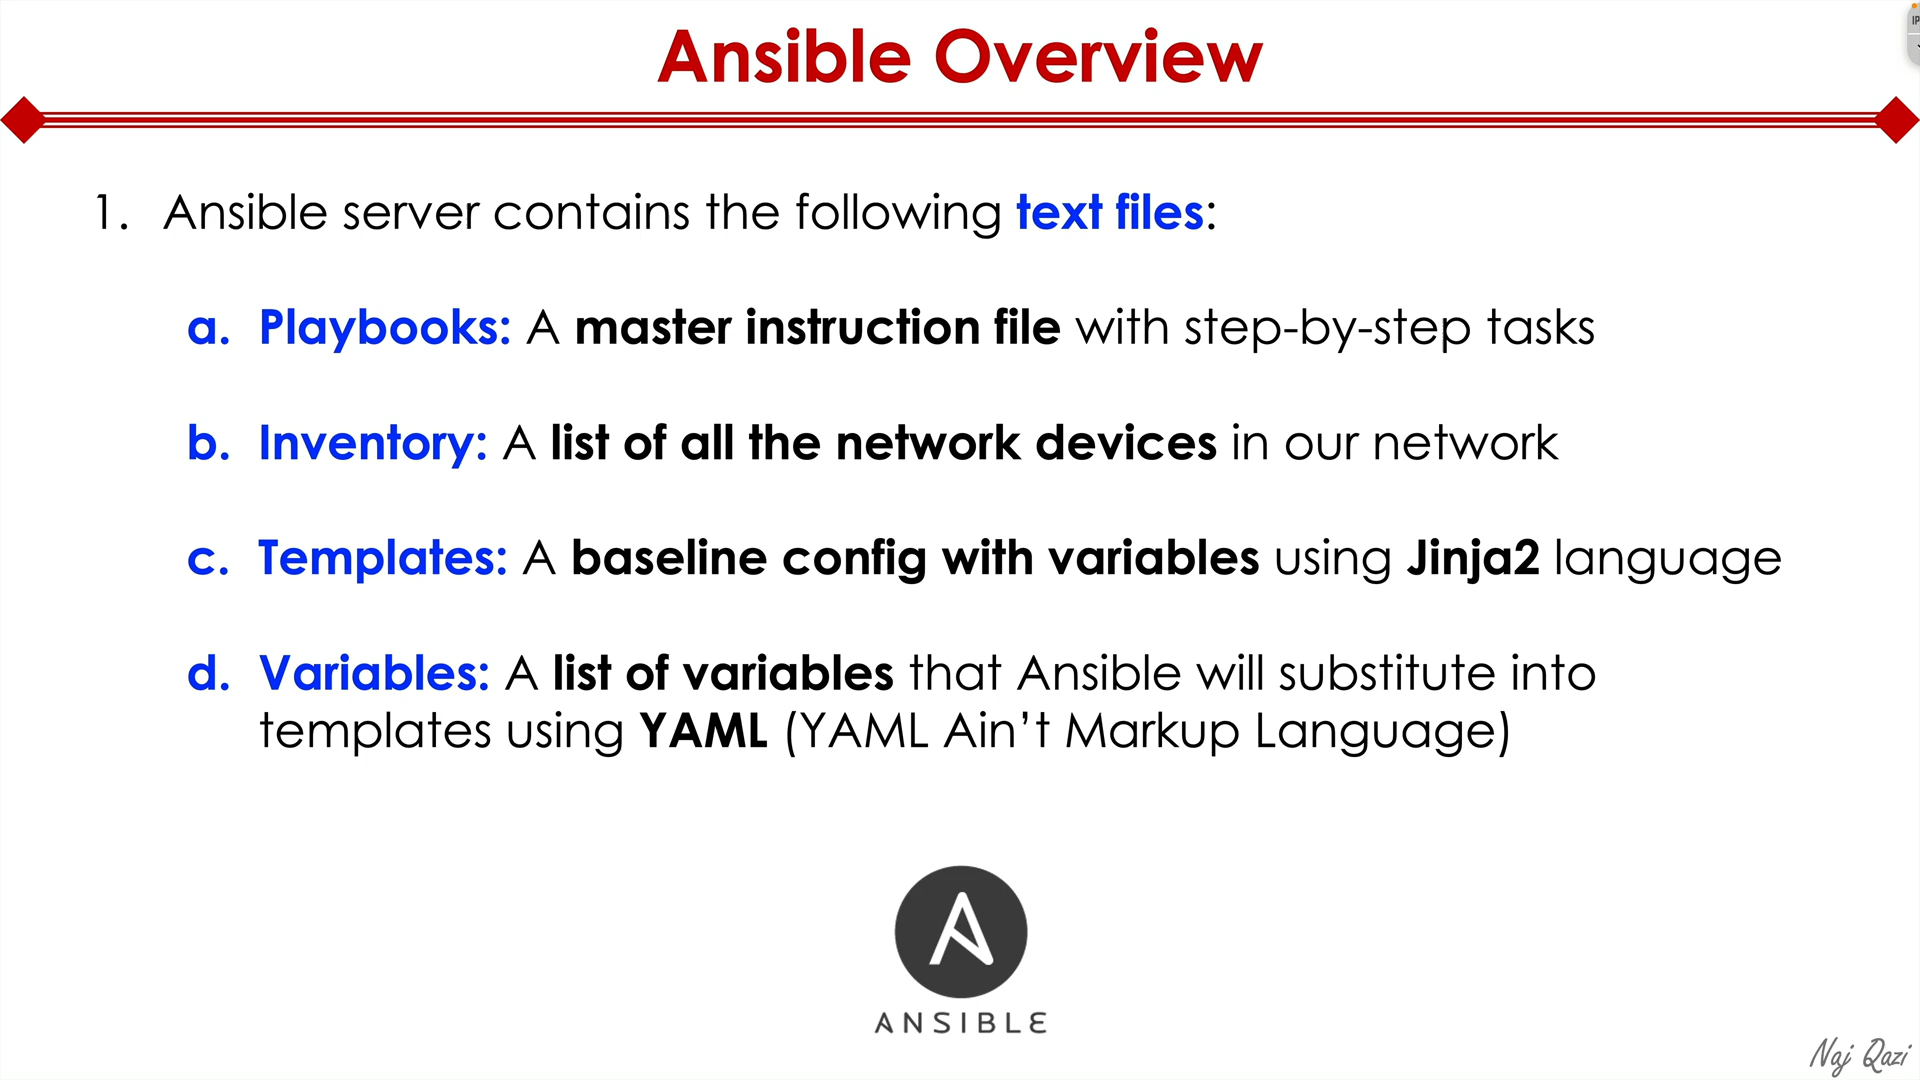 Ansible Overview
1. Ansible server contains the following text files:
a. Playbooks: A master instruction file with step-by-step tasks
b. Inventory: A list of all the network devices in our network
c. Templates: A baseline config with variables using Jinja2 language
d. Variables: A list of variables that Ansible will substitute into
templates using YAML (YAML Ain’t Markup Language)
ANSIBLE
Naj Qazi